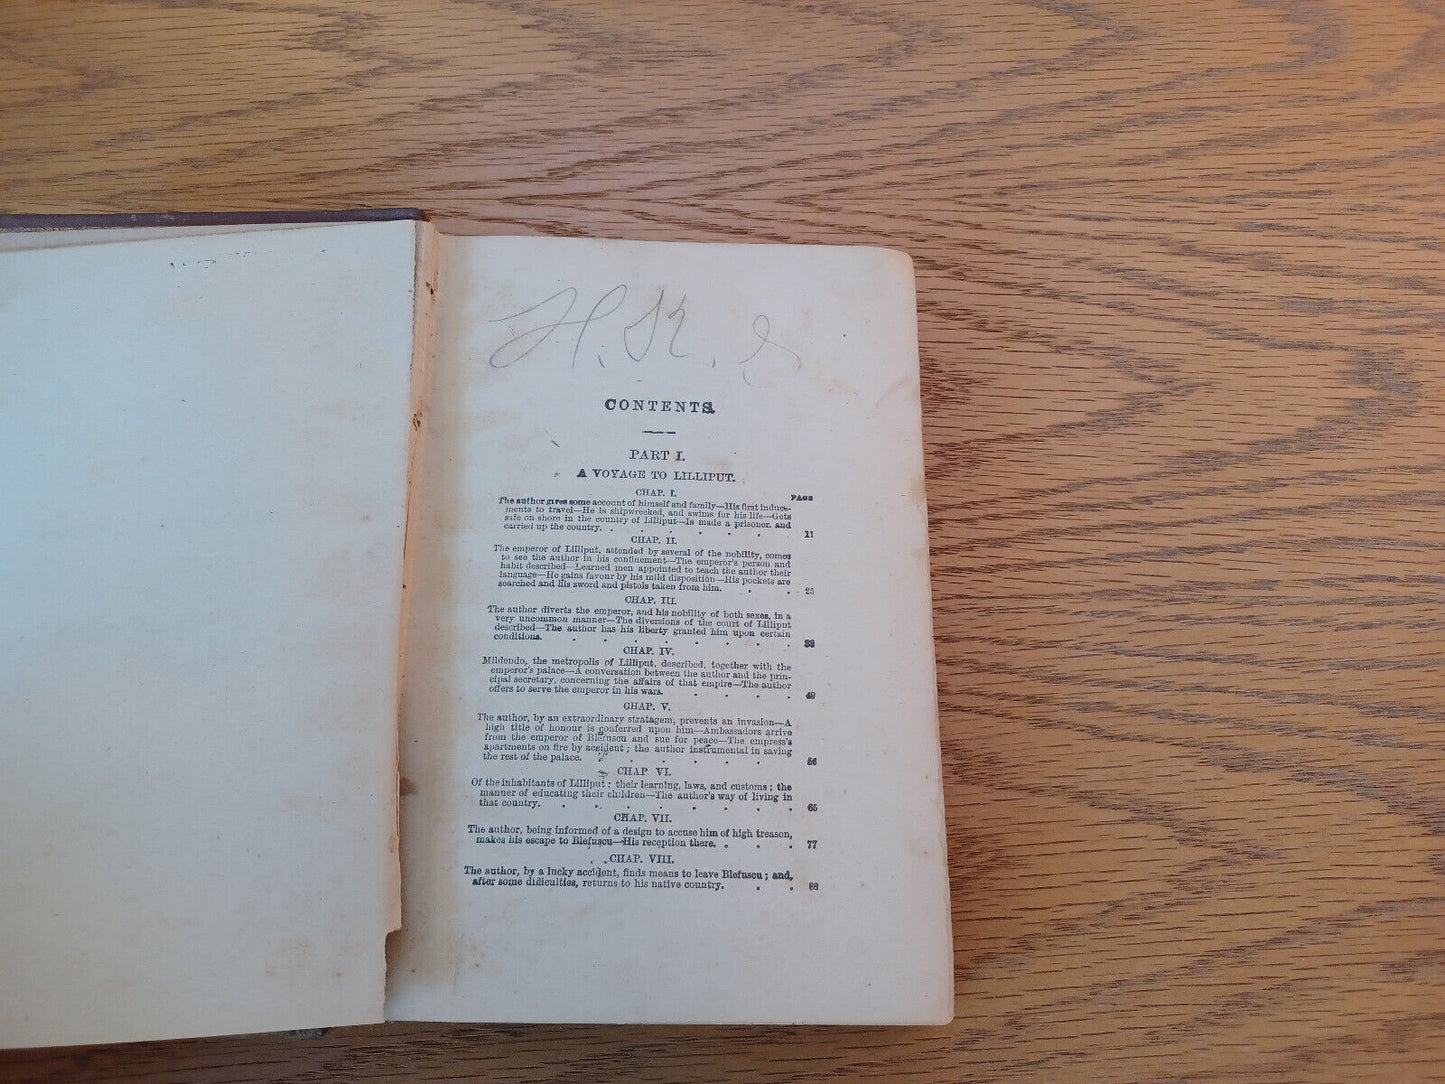 H. K.
CONTENTS.
PART I.
A VOYAGE TO LILLIPUT.
CHAP. I.
PAGE
The author gives some account of himself and family—His first induce-
ments to travel—He is shipwrecked, and swims for his life—Gets
safe on shore in the country of Lilliput—Is made a prisoner, and
carried up the country. . . . . . . 11
CHAP. II.
The emperor of Lilliput, attended by several of the nobility, comes
to see the author in his confinement—The emperor's person and
habit described—Learned men appointed to teach the author their
language—He gains favour by his mild disposition—His pockets are
searched and his sword and pistols taken from him. . . 25
CHAP. III.
The author diverts the emperor, and his nobility of both sexes, in a
very uncommon manner—The diversions of the court of Lilliput
described—The author has his liberty granted him upon certain
conditions. . . . . . . . .
CHAP. IV.
Mildendo, the metropolis of Lilliput, described, together with the
emperor's palace—A conversation between the author and the prin-
cipal secretary, concerning the affairs of that empire—The author
offers to serve the emperor in his wars. . . . . 49
CHAP. V.
The author, by an extraordinary stratagem, prevents an invasion—A
high title of honour is conferred upon him—Ambassadors arrive
from the emperor of Blefuscu and sue for peace—The empress's
apartments on fire by accident; the author instrumental in saving
the rest of the palace. . . . . . . 56
CHAP. VI.
Of the inhabitants of Lilliput; their learning, laws, and customs; the
manner of educating their children—The author's way of living in
that country. . . . . . . . . 65
CHAP. VII.
The author, being informed of a design to accuse him of high treason,
makes his escape to Blefuscu—His reception there. . . . 77
CHAP. VIII.
The author, by a lucky accident, finds means to leave Blefuscu; and,
after some difficulties, returns to his native country. . . 88